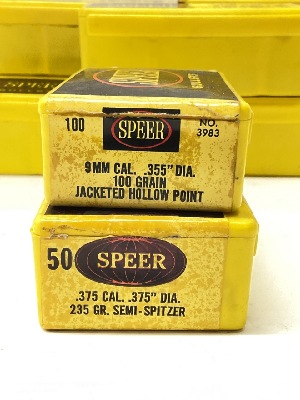 100
SPEER
NO.
3983
9MM CAL. .355" DIA.
100 GRAIN
JACKETED HOLLOW POINT
50
SPEER
.375 CAL. .375" DIA.
235 GR. SEMI-SPITZER